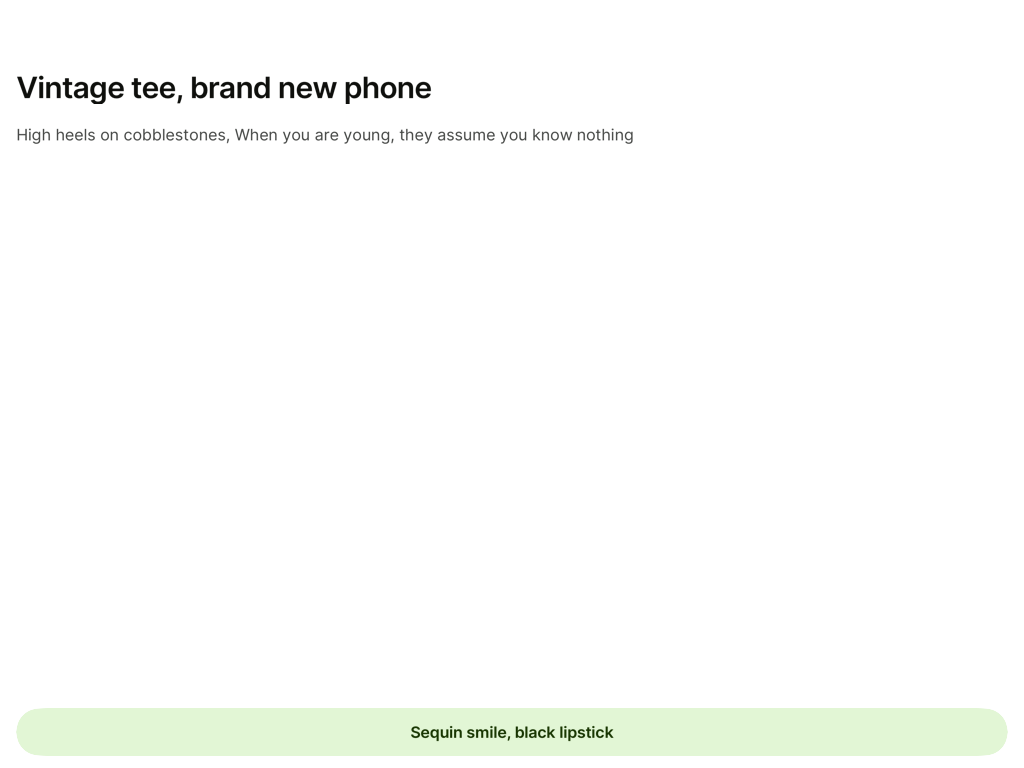 Vintage tee, brand new phone
High heels on cobblestones, When you are young, they assume you know nothing
Sequin smile, black lipstick